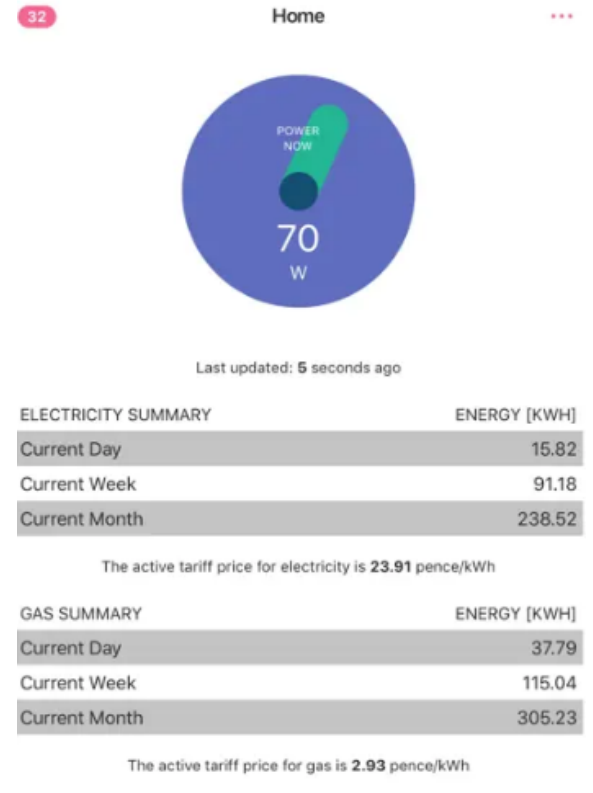 32
Home
POWER
NOW
70
W
Last updated: 5 seconds ago
ELECTRICITY SUMMARY ENERGY [KWH]
Current Day 15.82
Current Week 91.18
Current Month 238.52
The active tariff price for electricity is 23.91 pence/kWh
GAS SUMMARY ENERGY [KWH]
Current Day 37.79
Current Week 115.04
Current Month 305.23
The active tariff price for gas is 2.93 pence/kWh